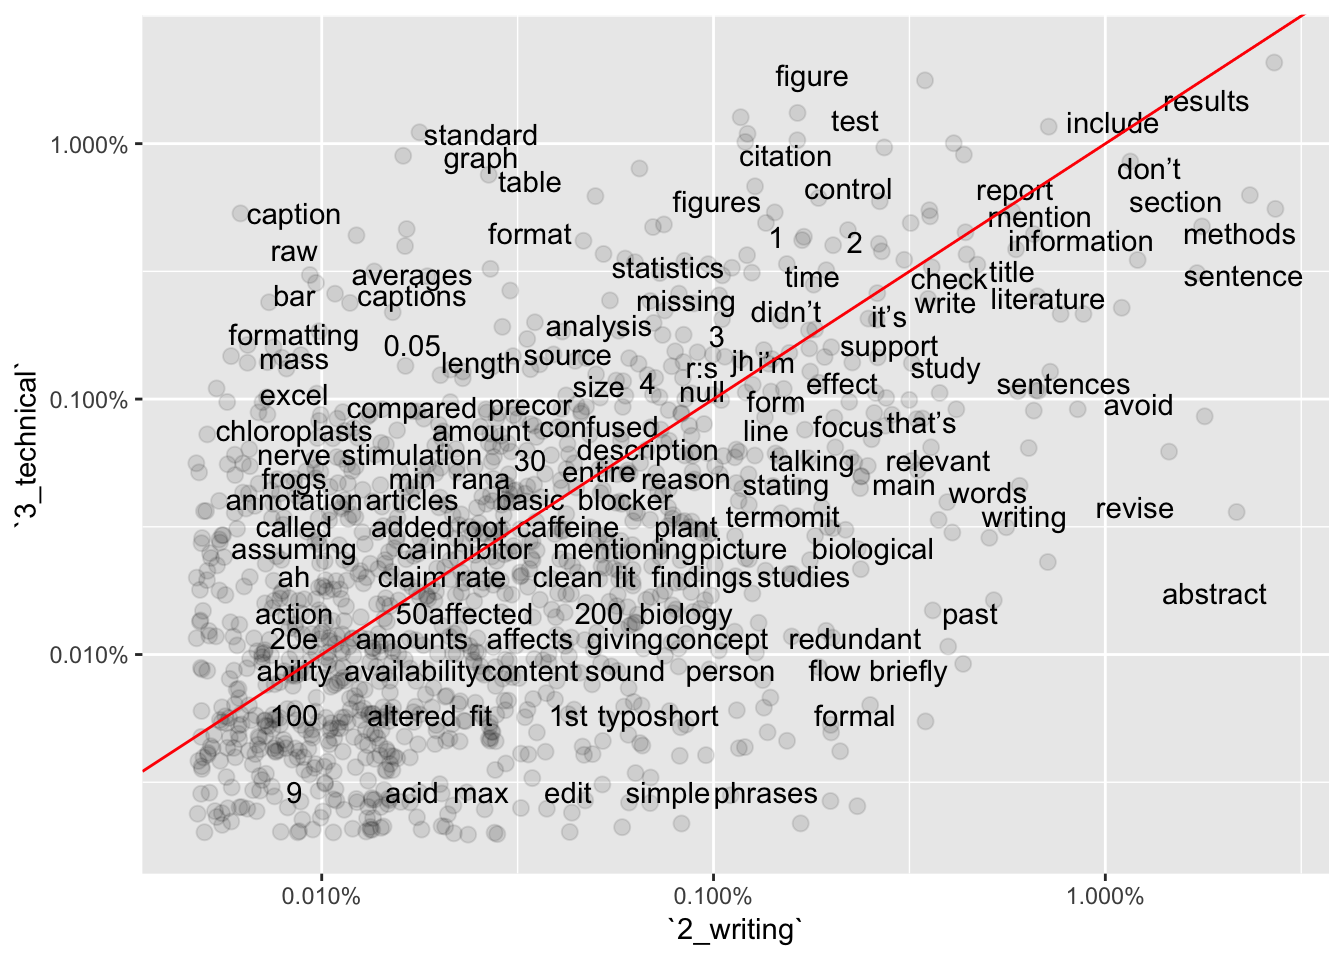 figure
results
test
include
standard
1.000%
graph
citation
don’t
table
control
report
figures
section
caption
mention
format
1
2
information
methods
raw
statistics
averages
time
check
title
sentence
bar
captions
missing
write
literature
didn’t
it’s
analysis
formatting
0.05
3
support
mass
length
source
r:s
jh
i’m
study
size
4
null
effect
sentences
excel
0.100%
compared
precor
form
avoid
chloroplasts
amount
confused
line
focus
that’s
nerve
stimulation
30
description
talking
relevant
frogs
min
rana
entire
reason
stating
main
words
annotation
articles
basic
blocker
revise
called
added
root
caffeine
plant
termomit
writing
assuming
ca
inhibitor
mentioning
picture
biological
ah
claim
rate
clean
lit
findings
studies
abstract
action
50
affected
200
biology
past
20e
amounts
affects
giving
concept
redundant
0.010%
ability
availability
content
sound
person
flow
briefly
100
altered
fit
1st
typo
short
formal
9
acid
max
edit
simple
phrases
0.010%
0.100%
1.000%
`2_writing`
`3_technical`